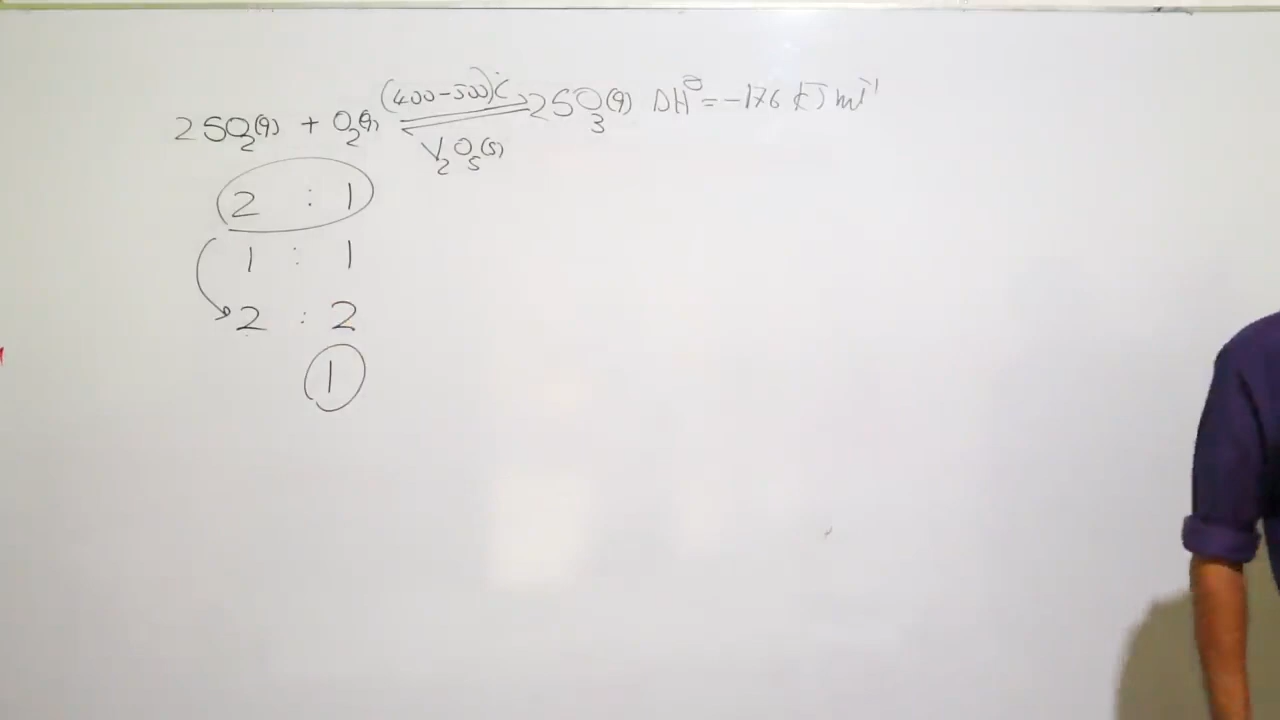 2SO₂(g) + O₂(g) ⇌ 2SO₃(g) ΔH° = -176 kJ mol⁻¹
(400-500)°C
V₂O₅(s)
2 : 1
1 : 1
2 : 2
1